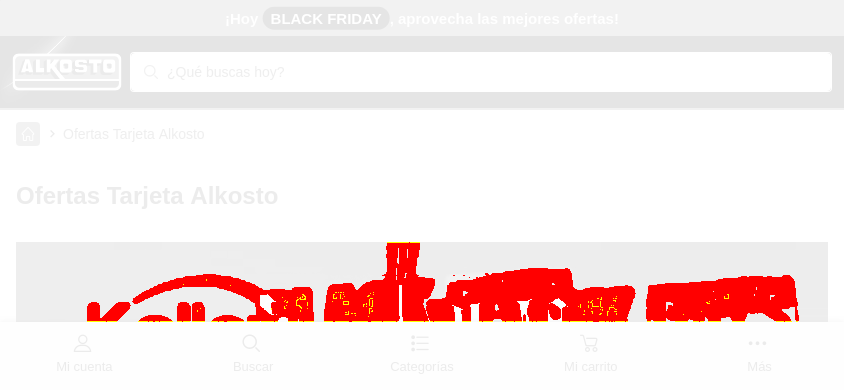 ¡Hoy BLACK FRIDAY, aprovecha las mejores ofertas!
ALKOSTO
¿Qué buscas hoy?
Ofertas Tarjeta Alkosto
Ofertas Tarjeta Alkosto
Mi cuenta
Buscar
Categorías
Mi carrito
Más